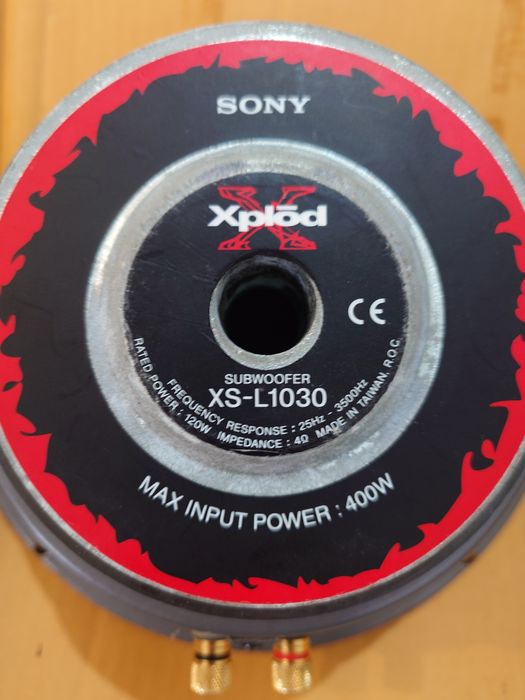 SONY
X
Xplōd
CE
SUBWOOFER
XS-L1030
FREQUENCY RESPONSE : 25Hz - 3500Hz
RATED POWER : 120W IMPEDANCE : 4Ω MADE IN TAIWAN. R.O.C.
MAX INPUT POWER : 400W